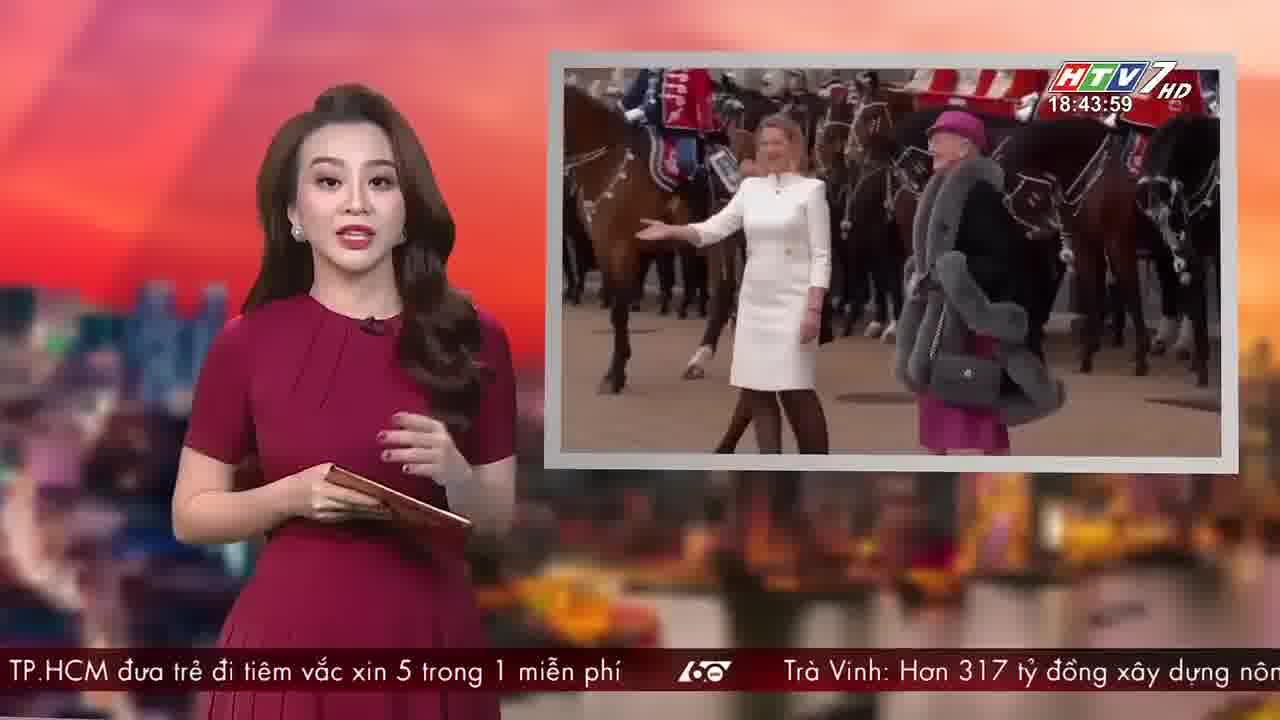 HTV7 HD
18:43:59
TP.HCM đưa trẻ đi tiêm vắc xin 5 trong 1 miễn phí
Trà Vinh: Hơn 317 tỷ đồng xây dựng nôn